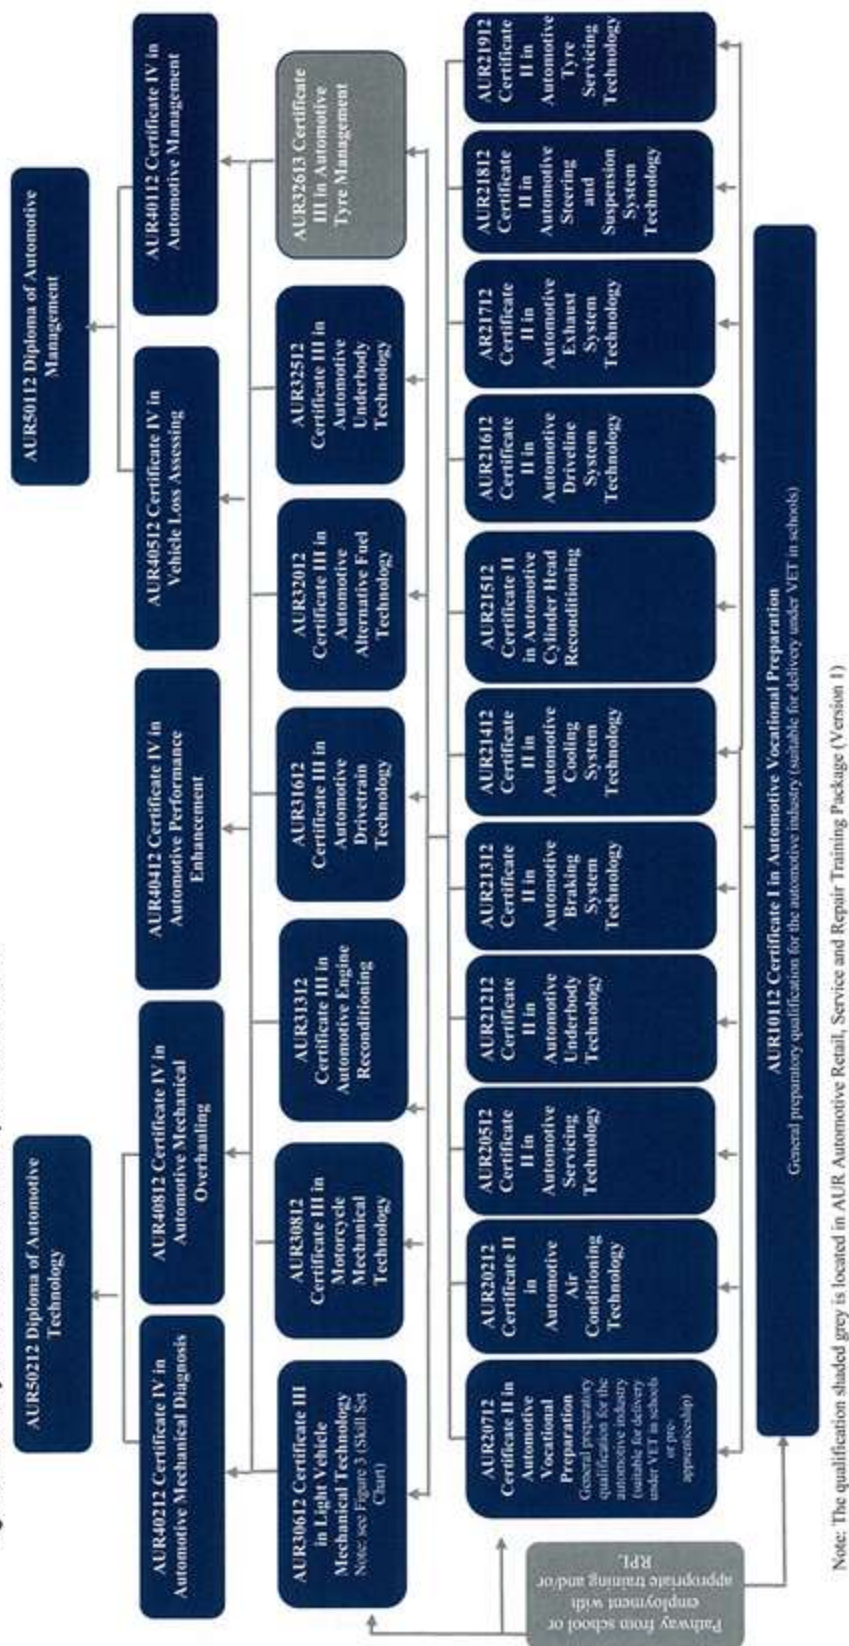 AUR50212 Diploma of Automotive
Technology
AUR50112 Diploma of Automotive
Management
AUR40212 Certificate IV in
Automotive Mechanical Diagnosis
AUR40812 Certificate IV in
Automotive Mechanical
Overhauling
AUR40412 Certificate IV in
Automotive Performance
Enhancement
AUR40512 Certificate IV in
Vehicle Loss Assessing
AUR40112 Certificate IV in
Automotive Management
AUR30612 Certificate III
in Light Vehicle
Mechanical Technology
Note: see Figure 3 (Skill Set
Chart)
AUR30812
Certificate III in
Motorcycle
Mechanical
Technology
AUR31312
Certificate III in
Automotive Engine
Reconditioning
AUR31612
Certificate III in
Automotive
Drivetrain
Technology
AUR32012
Certificate III in
Automotive
Alternative Fuel
Technology
AUR32512
Certificate III in
Automotive
Underbody
Technology
AUR32613 Certificate
III in Automotive
Tyre Management
AUR20712
Certificate II in
Automotive
Vocational
Preparation
General preparatory
qualification for the
automotive industry
(suitable for delivery
under VET in schools
or pre-
apprenticeship)
AUR20212
Certificate II
in
Automotive
Air
Conditioning
Technology
AUR20512
Certificate
II in
Automotive
Servicing
Technology
AUR21212
Certificate
II in
Automotive
Underbody
Technology
AUR21312
Certificate
II in
Automotive
Braking
System
Technology
AUR21412
Certificate
II in
Automotive
Cooling
System
Technology
AUR21512
Certificate II
in Automotive
Cylinder Head
Reconditioning
AUR21612
Certificate
II in
Automotive
Driveline
System
Technology
AR21712
Certificate
II in
Automotive
Exhaust
System
Technology
AUR21812
Certificate
II in
Automotive
Steering
and
Suspension
System
Technology
AUR21912
Certificate
II in
Automotive
Tyre
Servicing
Technology
Pathway from school or
employment with
appropriate training and/or
RPL
AUR10112 Certificate I in Automotive Vocational Preparation
General preparatory qualification for the automotive industry (suitable for delivery under VET in schools)
Note: The qualification shaded grey is located in AUR Automotive Retail, Service and Repair Training Package (Version 1)